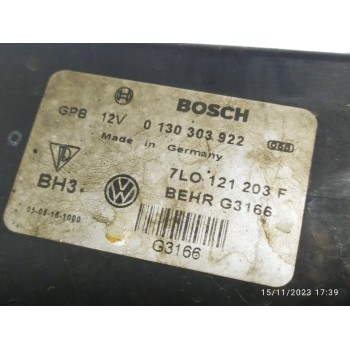 BOSCH
GPB 12V 0 130 303 922
Made in Germany
7L0 121 203 F
BH3.
BEHR G3166
G3166
15/11/2023 17:39